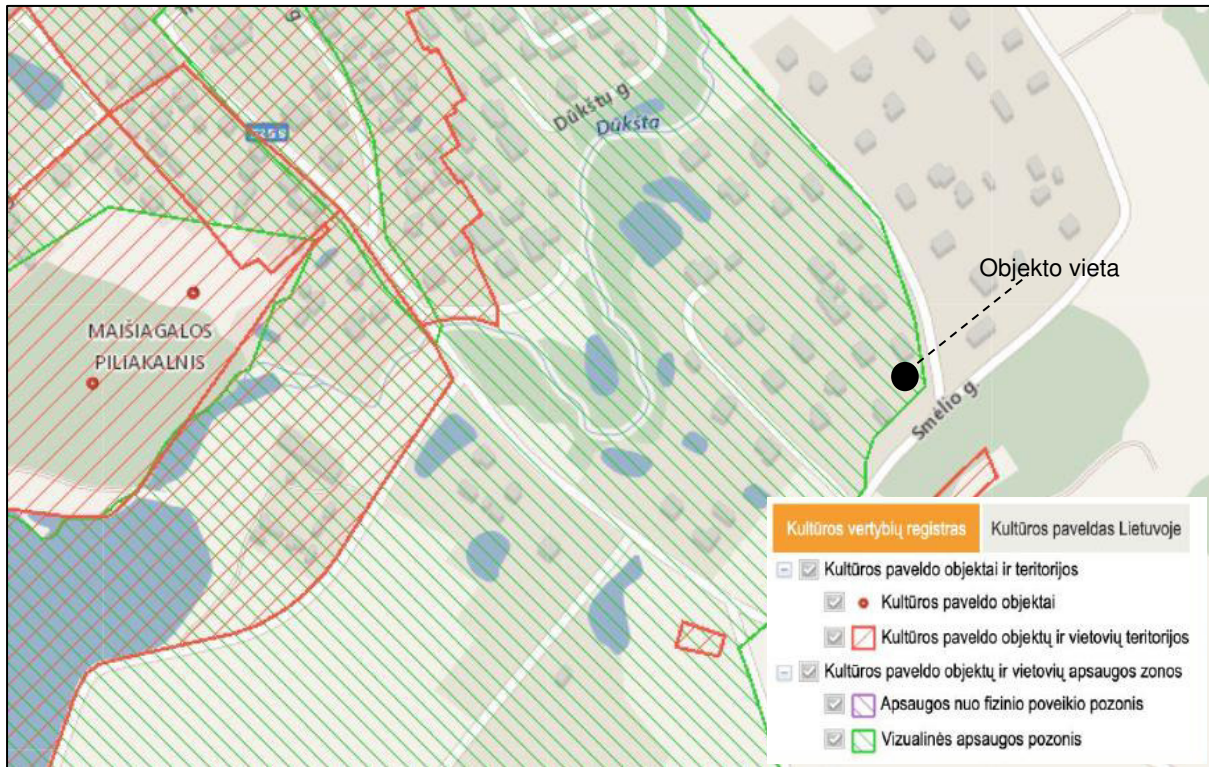 Dūkštu g.
Dūkšta
Objekto vieta
MAIŠIAGALOS
PILIAKALNIS
Smėlio g.
Kultūros vertybių registras
Kultūros paveldas Lietuvoje
Kultūros paveldo objektai ir teritorijos
Kultūros paveldo objektai
Kultūros paveldo objektų ir vietovių teritorijos
Kultūros paveldo objektų ir vietovių apsaugos zonos
Apsaugos nuo fizinio poveikio pozonis
Vizualinės apsaugos pozonis